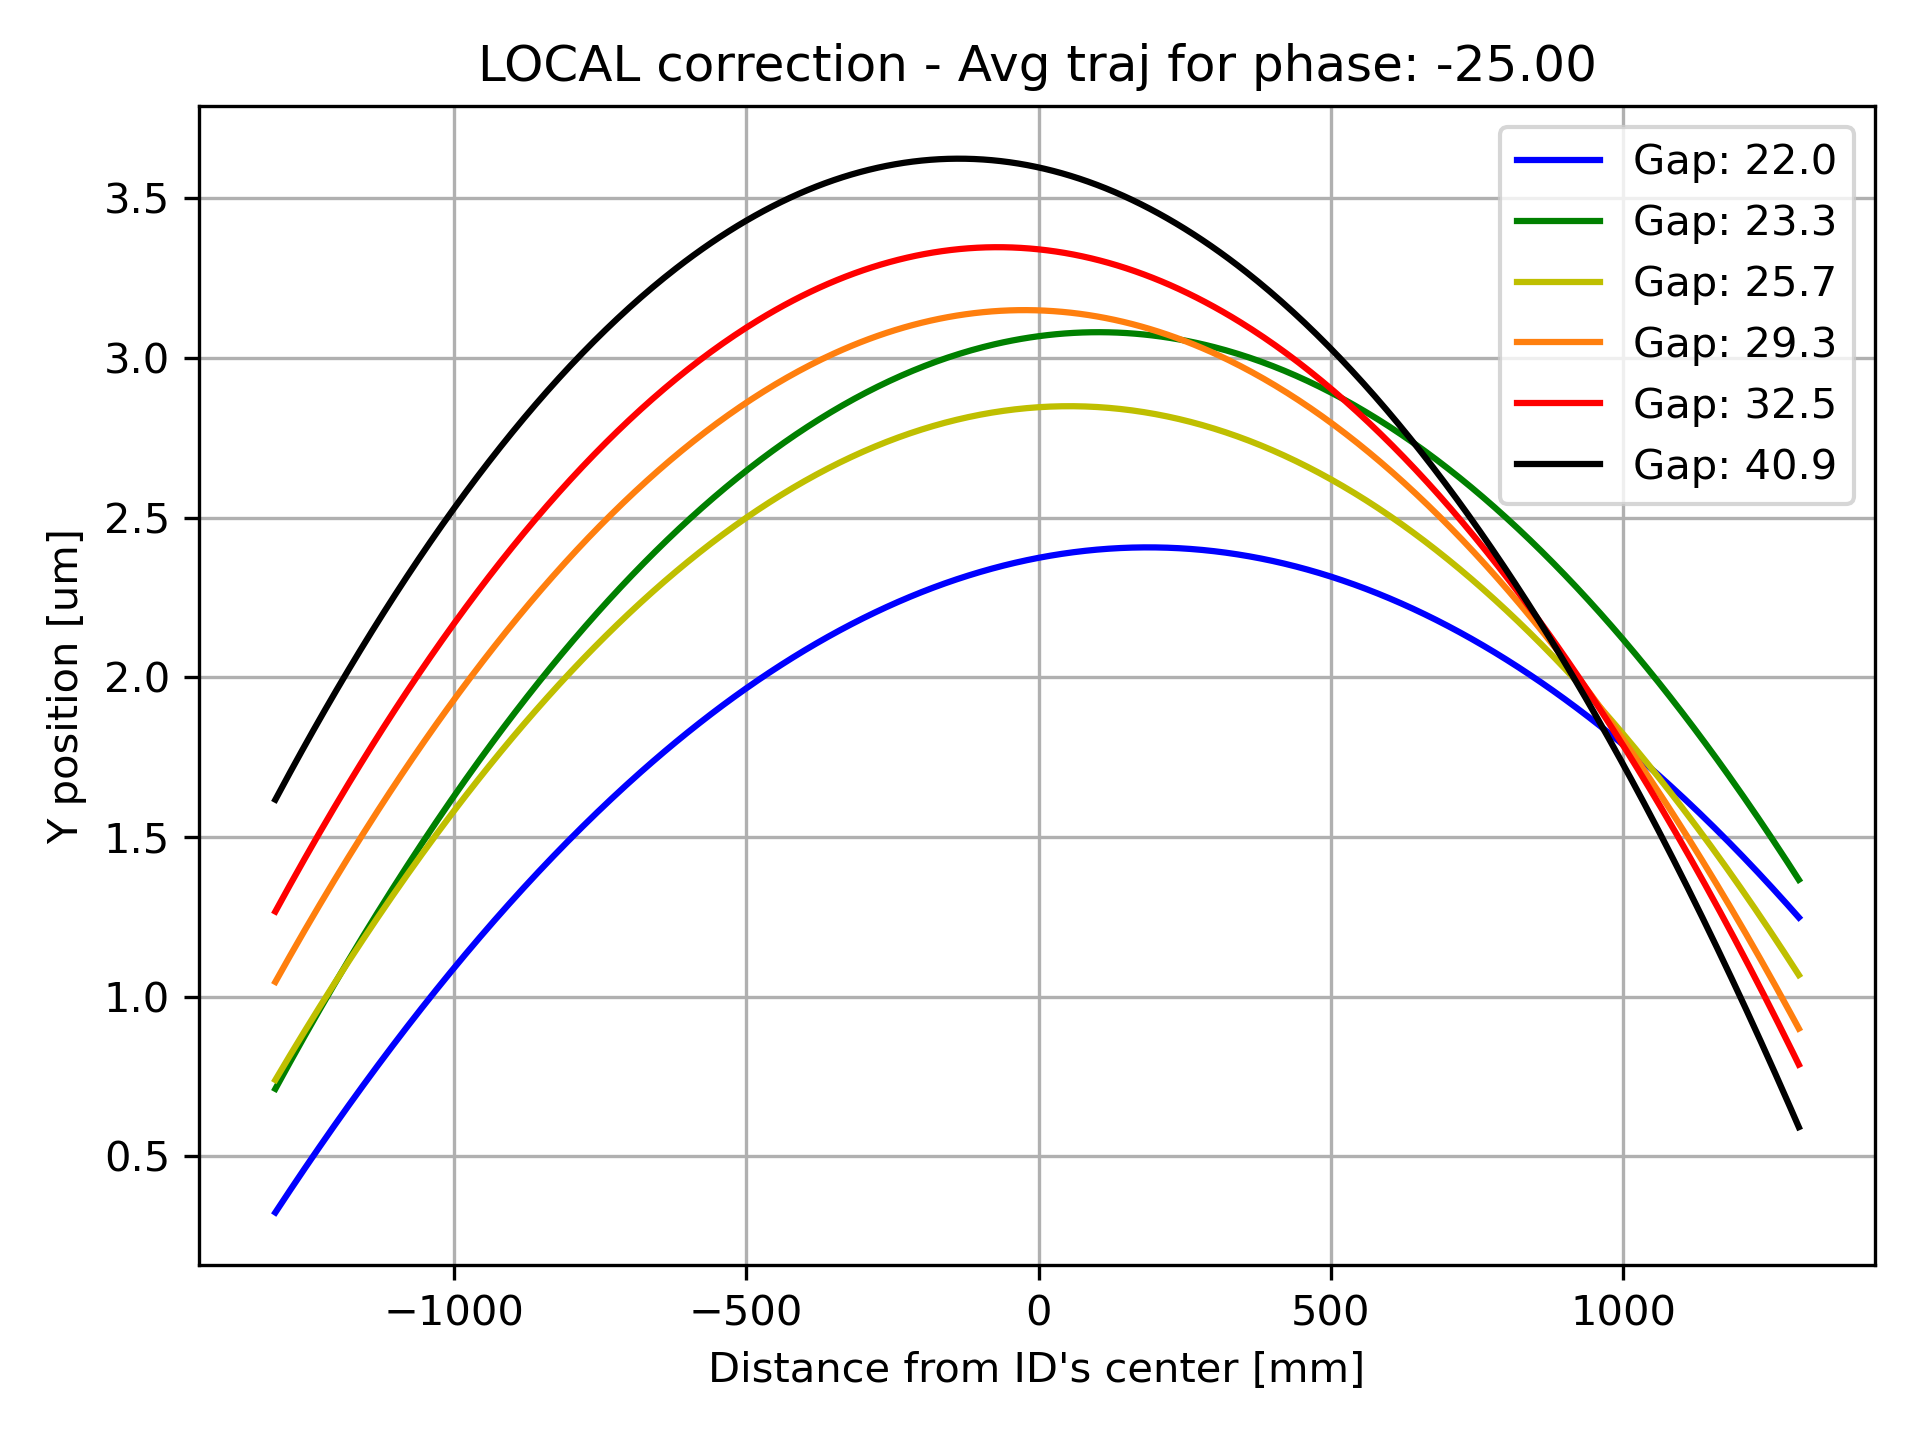 LOCAL correction - Avg traj for phase: -25.00
Gap: 22.0
Gap: 23.3
Gap: 25.7
Gap: 29.3
Gap: 32.5
Gap: 40.9
Y position [um]
3.5
3.0
2.5
2.0
1.5
1.0
0.5
−1000
−500
0
500
1000
Distance from ID's center [mm]